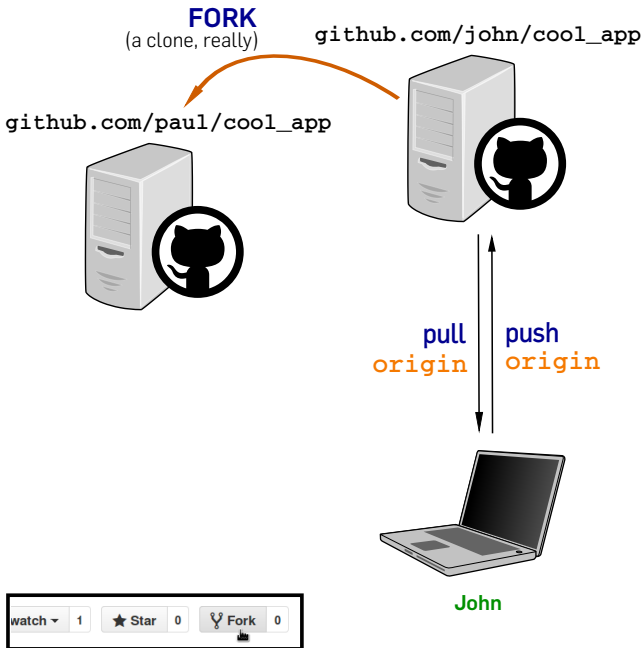 FORK
(a clone, really)
github.com/john/cool_app
github.com/paul/cool_app
pull
origin
push
origin
John
watch 1 Star 0 Fork 0